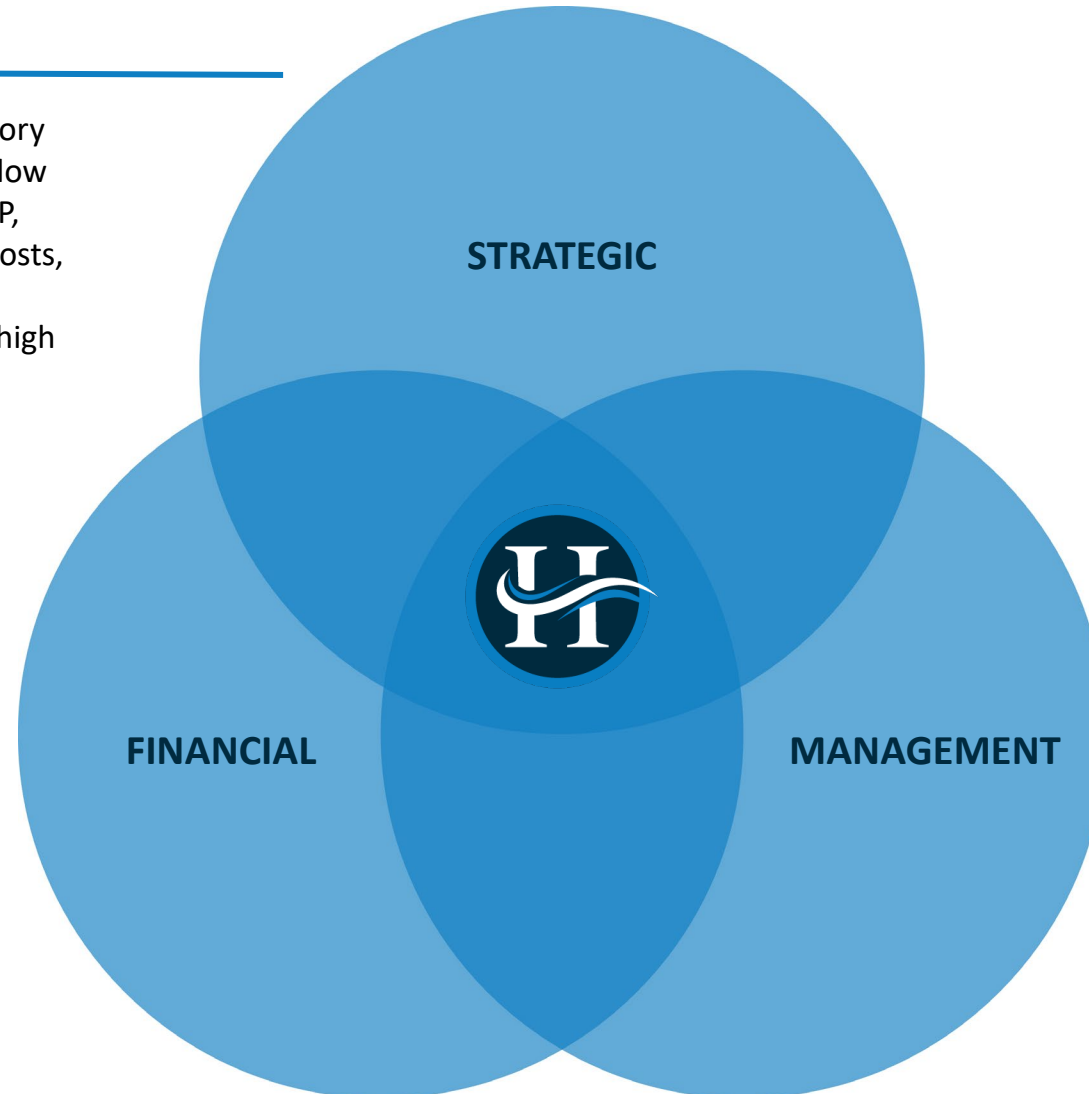 ory
low
P,
osts,
high
STRATEGIC
H
FINANCIAL
MANAGEMENT